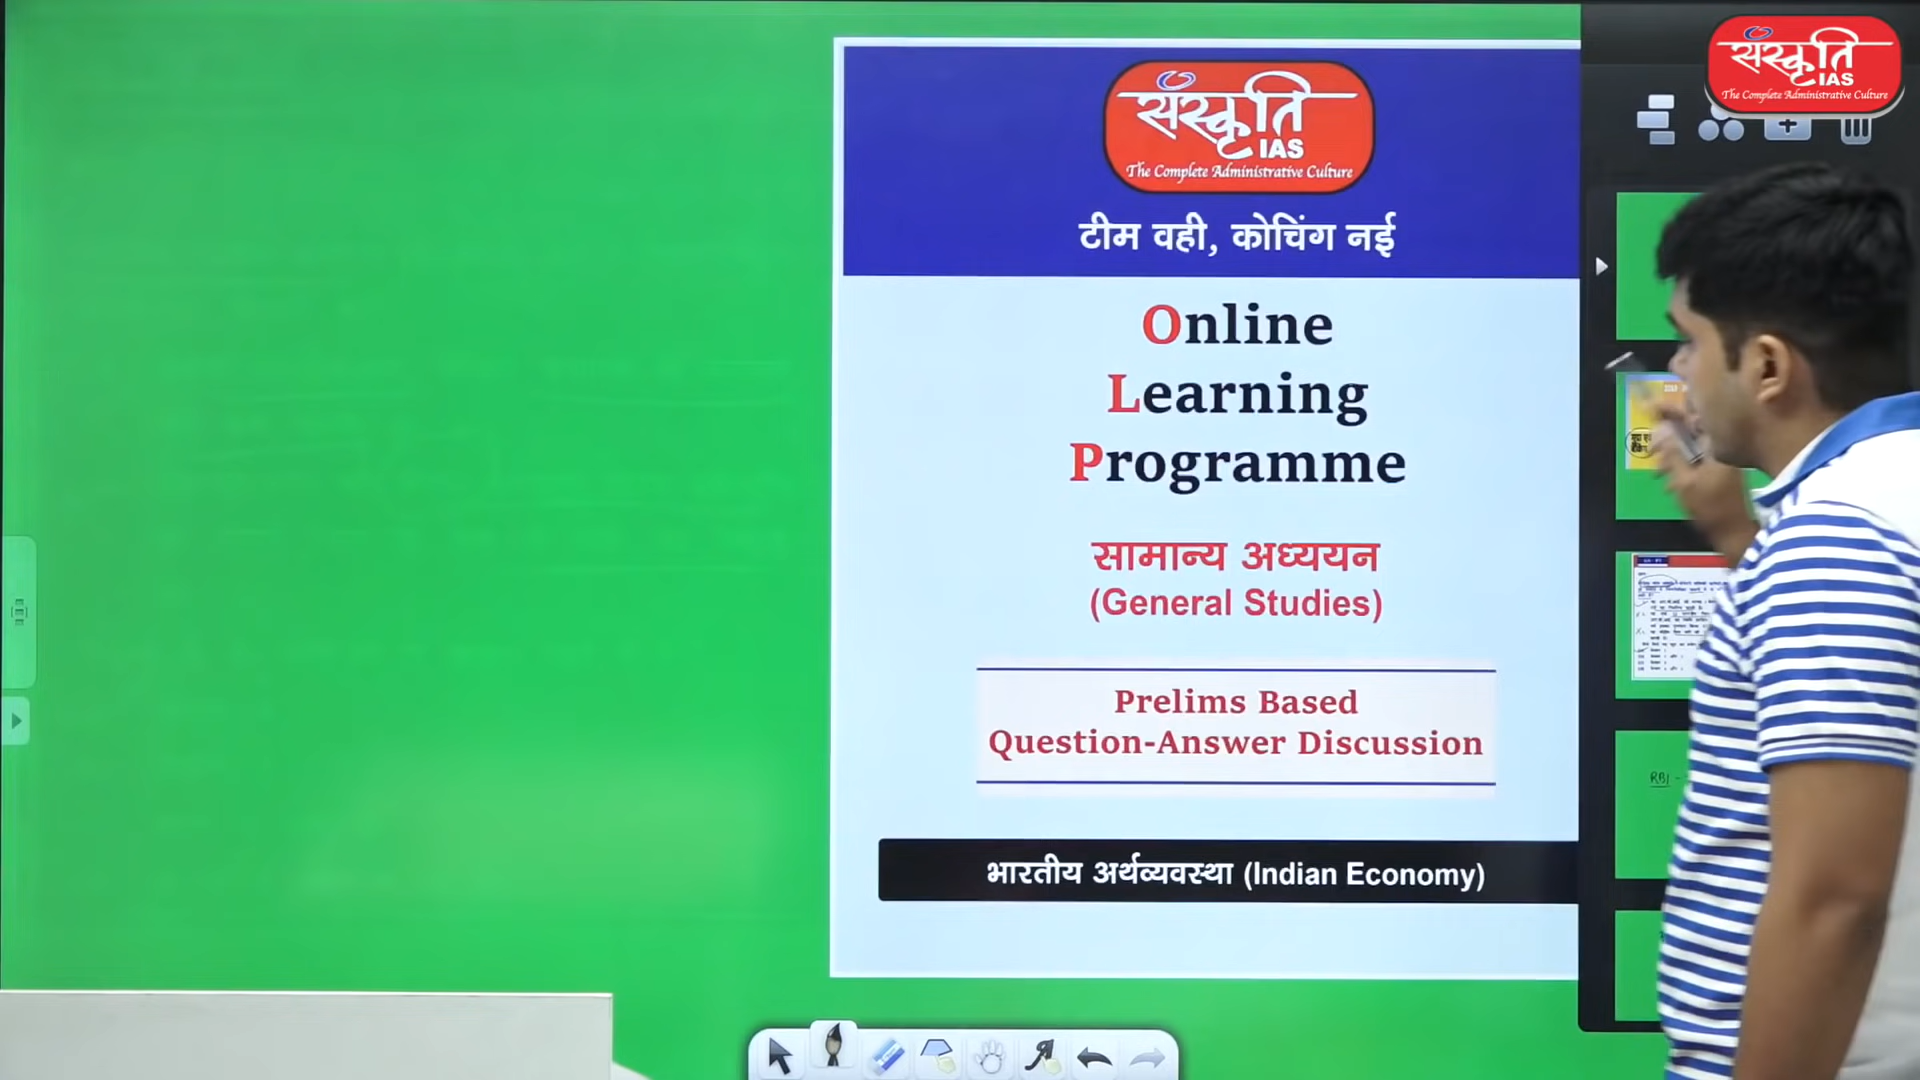 संस्कृति
IAS
The Complete Administrative Culture
टीम वही, कोचिंग नई
Online
Learning
Programme
सामान्य अध्ययन
(General Studies)
Prelims Based
Question-Answer Discussion
भारतीय अर्थव्यवस्था (Indian Economy)
संस्कृति
IAS
The Complete Administrative Culture
RBI -